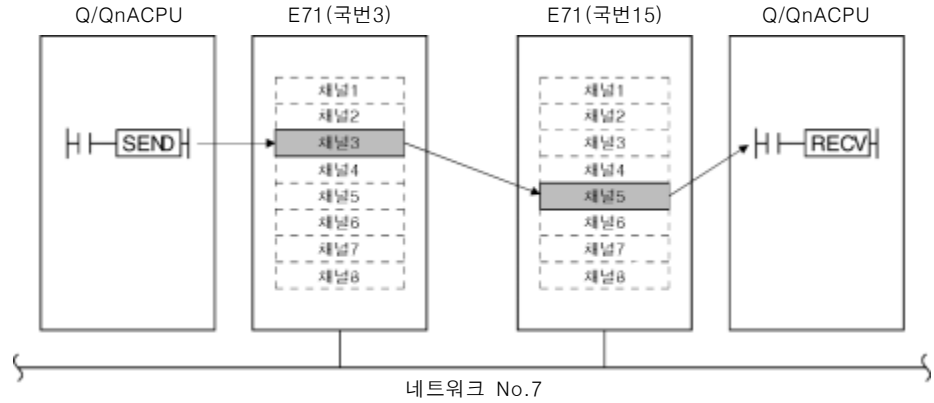 Q/QnACPU
E71(국번3)
E71(국번15)
Q/QnACPU
채널1
채널2
채널3
채널4
채널5
채널6
채널7
채널8
채널1
채널2
채널3
채널4
채널5
채널6
채널7
채널8
SEND
RECV
네트워크 No.7